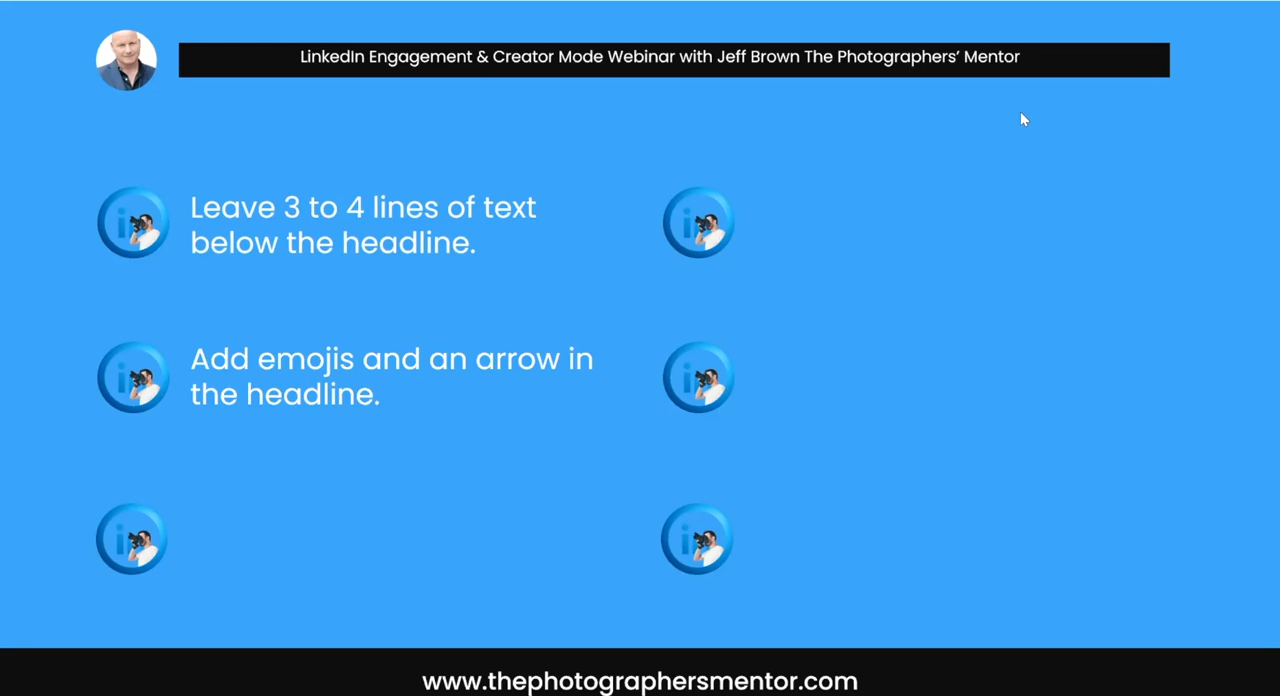 LinkedIn Engagement & Creator Mode Webinar with Jeff Brown The Photographers’ Mentor
Leave 3 to 4 lines of text
below the headline.
Add emojis and an arrow in
the headline.
www.thephotographersmentor.com